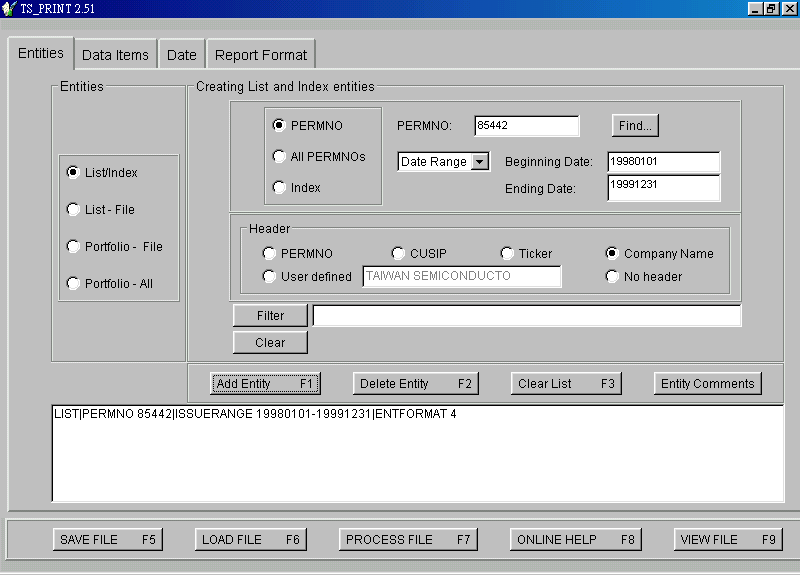 TS_PRINT 2.51
Entities Data Items Date Report Format
Entities
List/Index
List - File
Portfolio - File
Portfolio - All
Creating List and Index entities
PERMNO
All PERMNOs
Index
PERMNO: 85442 Find...
Date Range Beginning Date: 19980101
Ending Date: 19991231
Header
PERMNO CUSIP Ticker Company Name
User defined TAIWAN SEMICONDUCTO No header
Filter
Clear
Add Entity F1 Delete Entity F2 Clear List F3 Entity Comments
LIST|PERMNO 85442|ISSUERANGE 19980101-19991231|ENTFORMAT 4
SAVE FILE F5 LOAD FILE F6 PROCESS FILE F7 ONLINE HELP F8 VIEW FILE F9